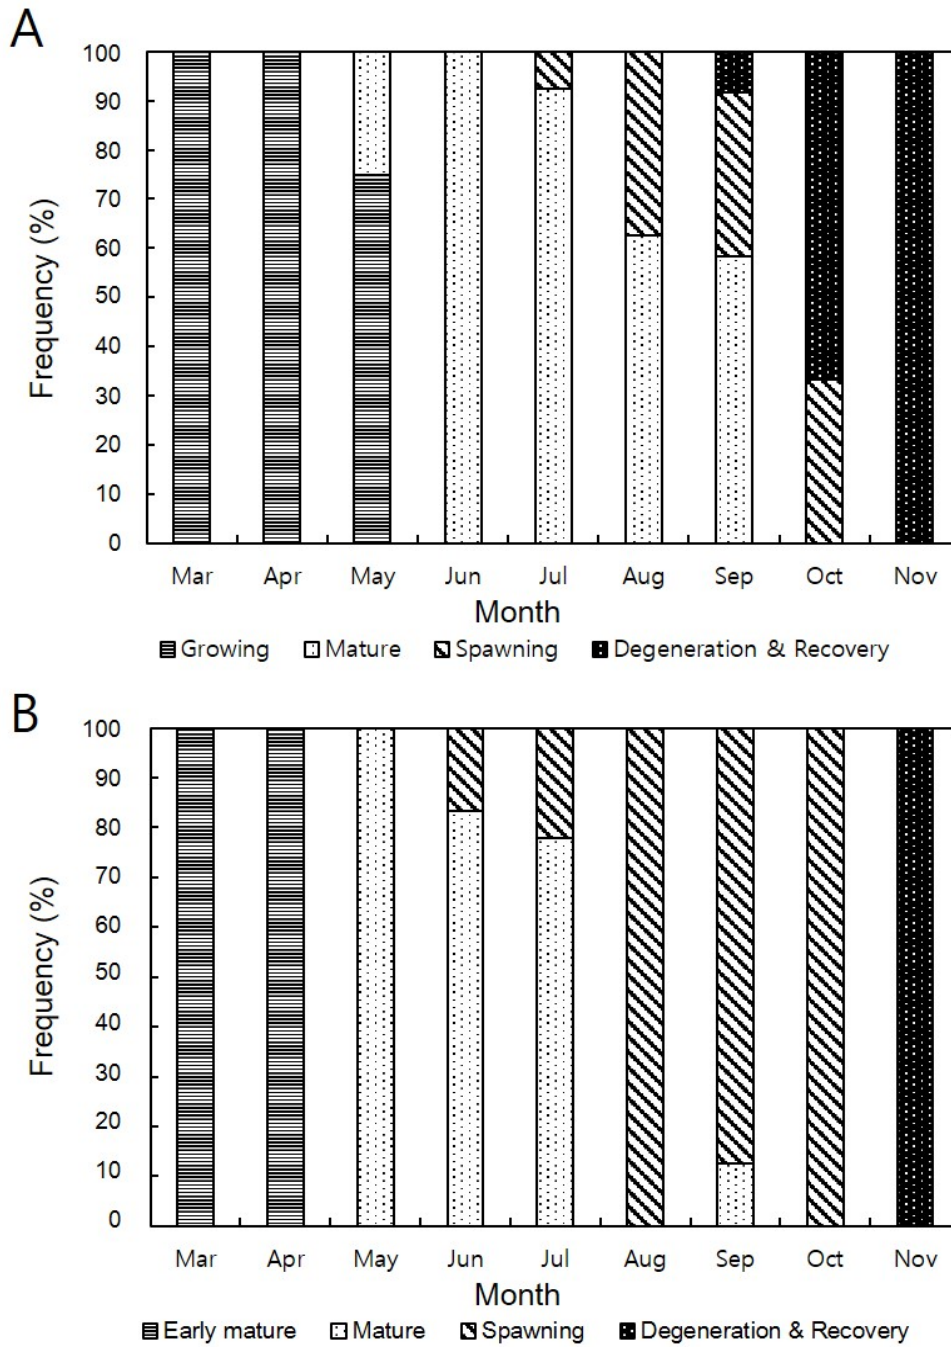 A
100
90
80
70
60
50
40
30
20
10
0
Frequency (%)
Mar Apr May Jun Jul Aug Sep Oct Nov
Month
Growing Mature Spawning Degeneration & Recovery
B
100
90
80
70
60
50
40
30
20
10
0
Frequency (%)
Mar Apr May Jun Jul Aug Sep Oct Nov
Month
Early mature Mature Spawning Degeneration & Recovery